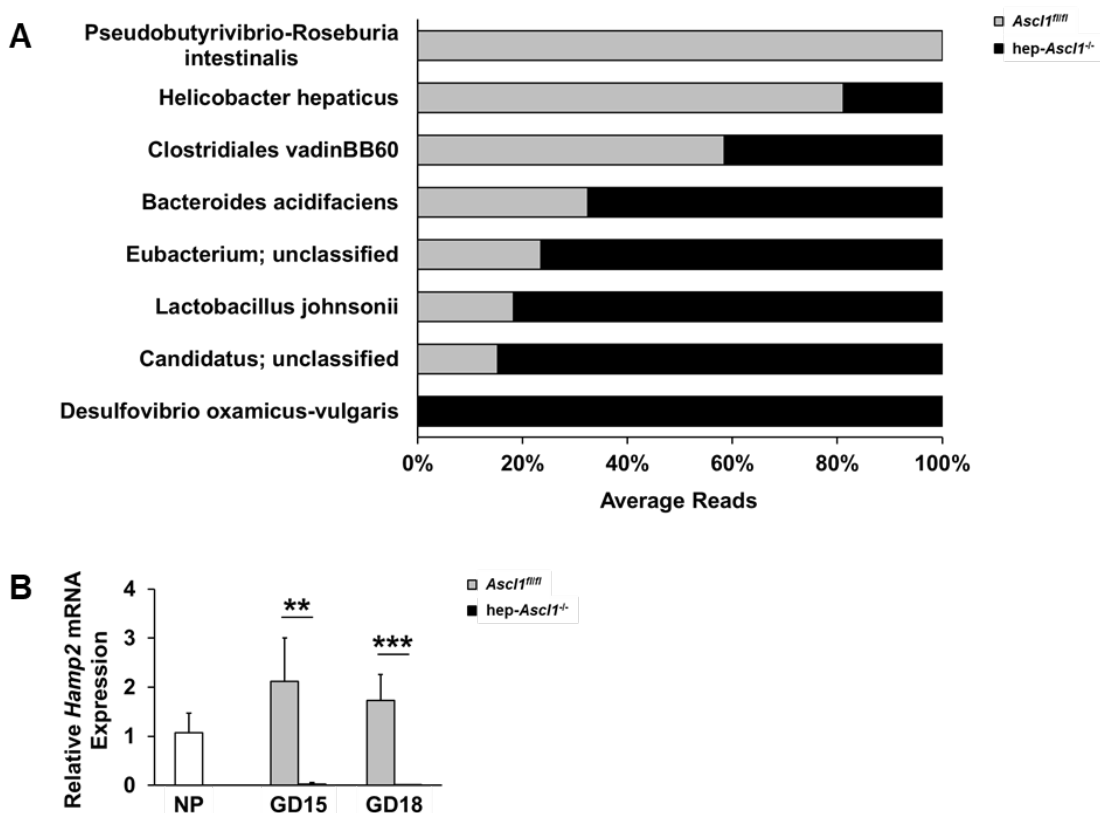 A
Ascl1fl/fl
hep-Ascl1-/-
Pseudobutyrivibrio-Roseburia
intestinalis
Helicobacter hepaticus
Clostridiales vadinBB60
Bacteroides acidifaciens
Eubacterium; unclassified
Lactobacillus johnsonii
Candidatus; unclassified
Desulfovibrio oxamicus-vulgaris
0% 20% 40% 60% 80% 100%
Average Reads
B
Ascl1fl/fl
hep-Ascl1-/-
Relative Hamp2 mRNA
Expression
4
3
2
1
0
**
***
NP GD15 GD18